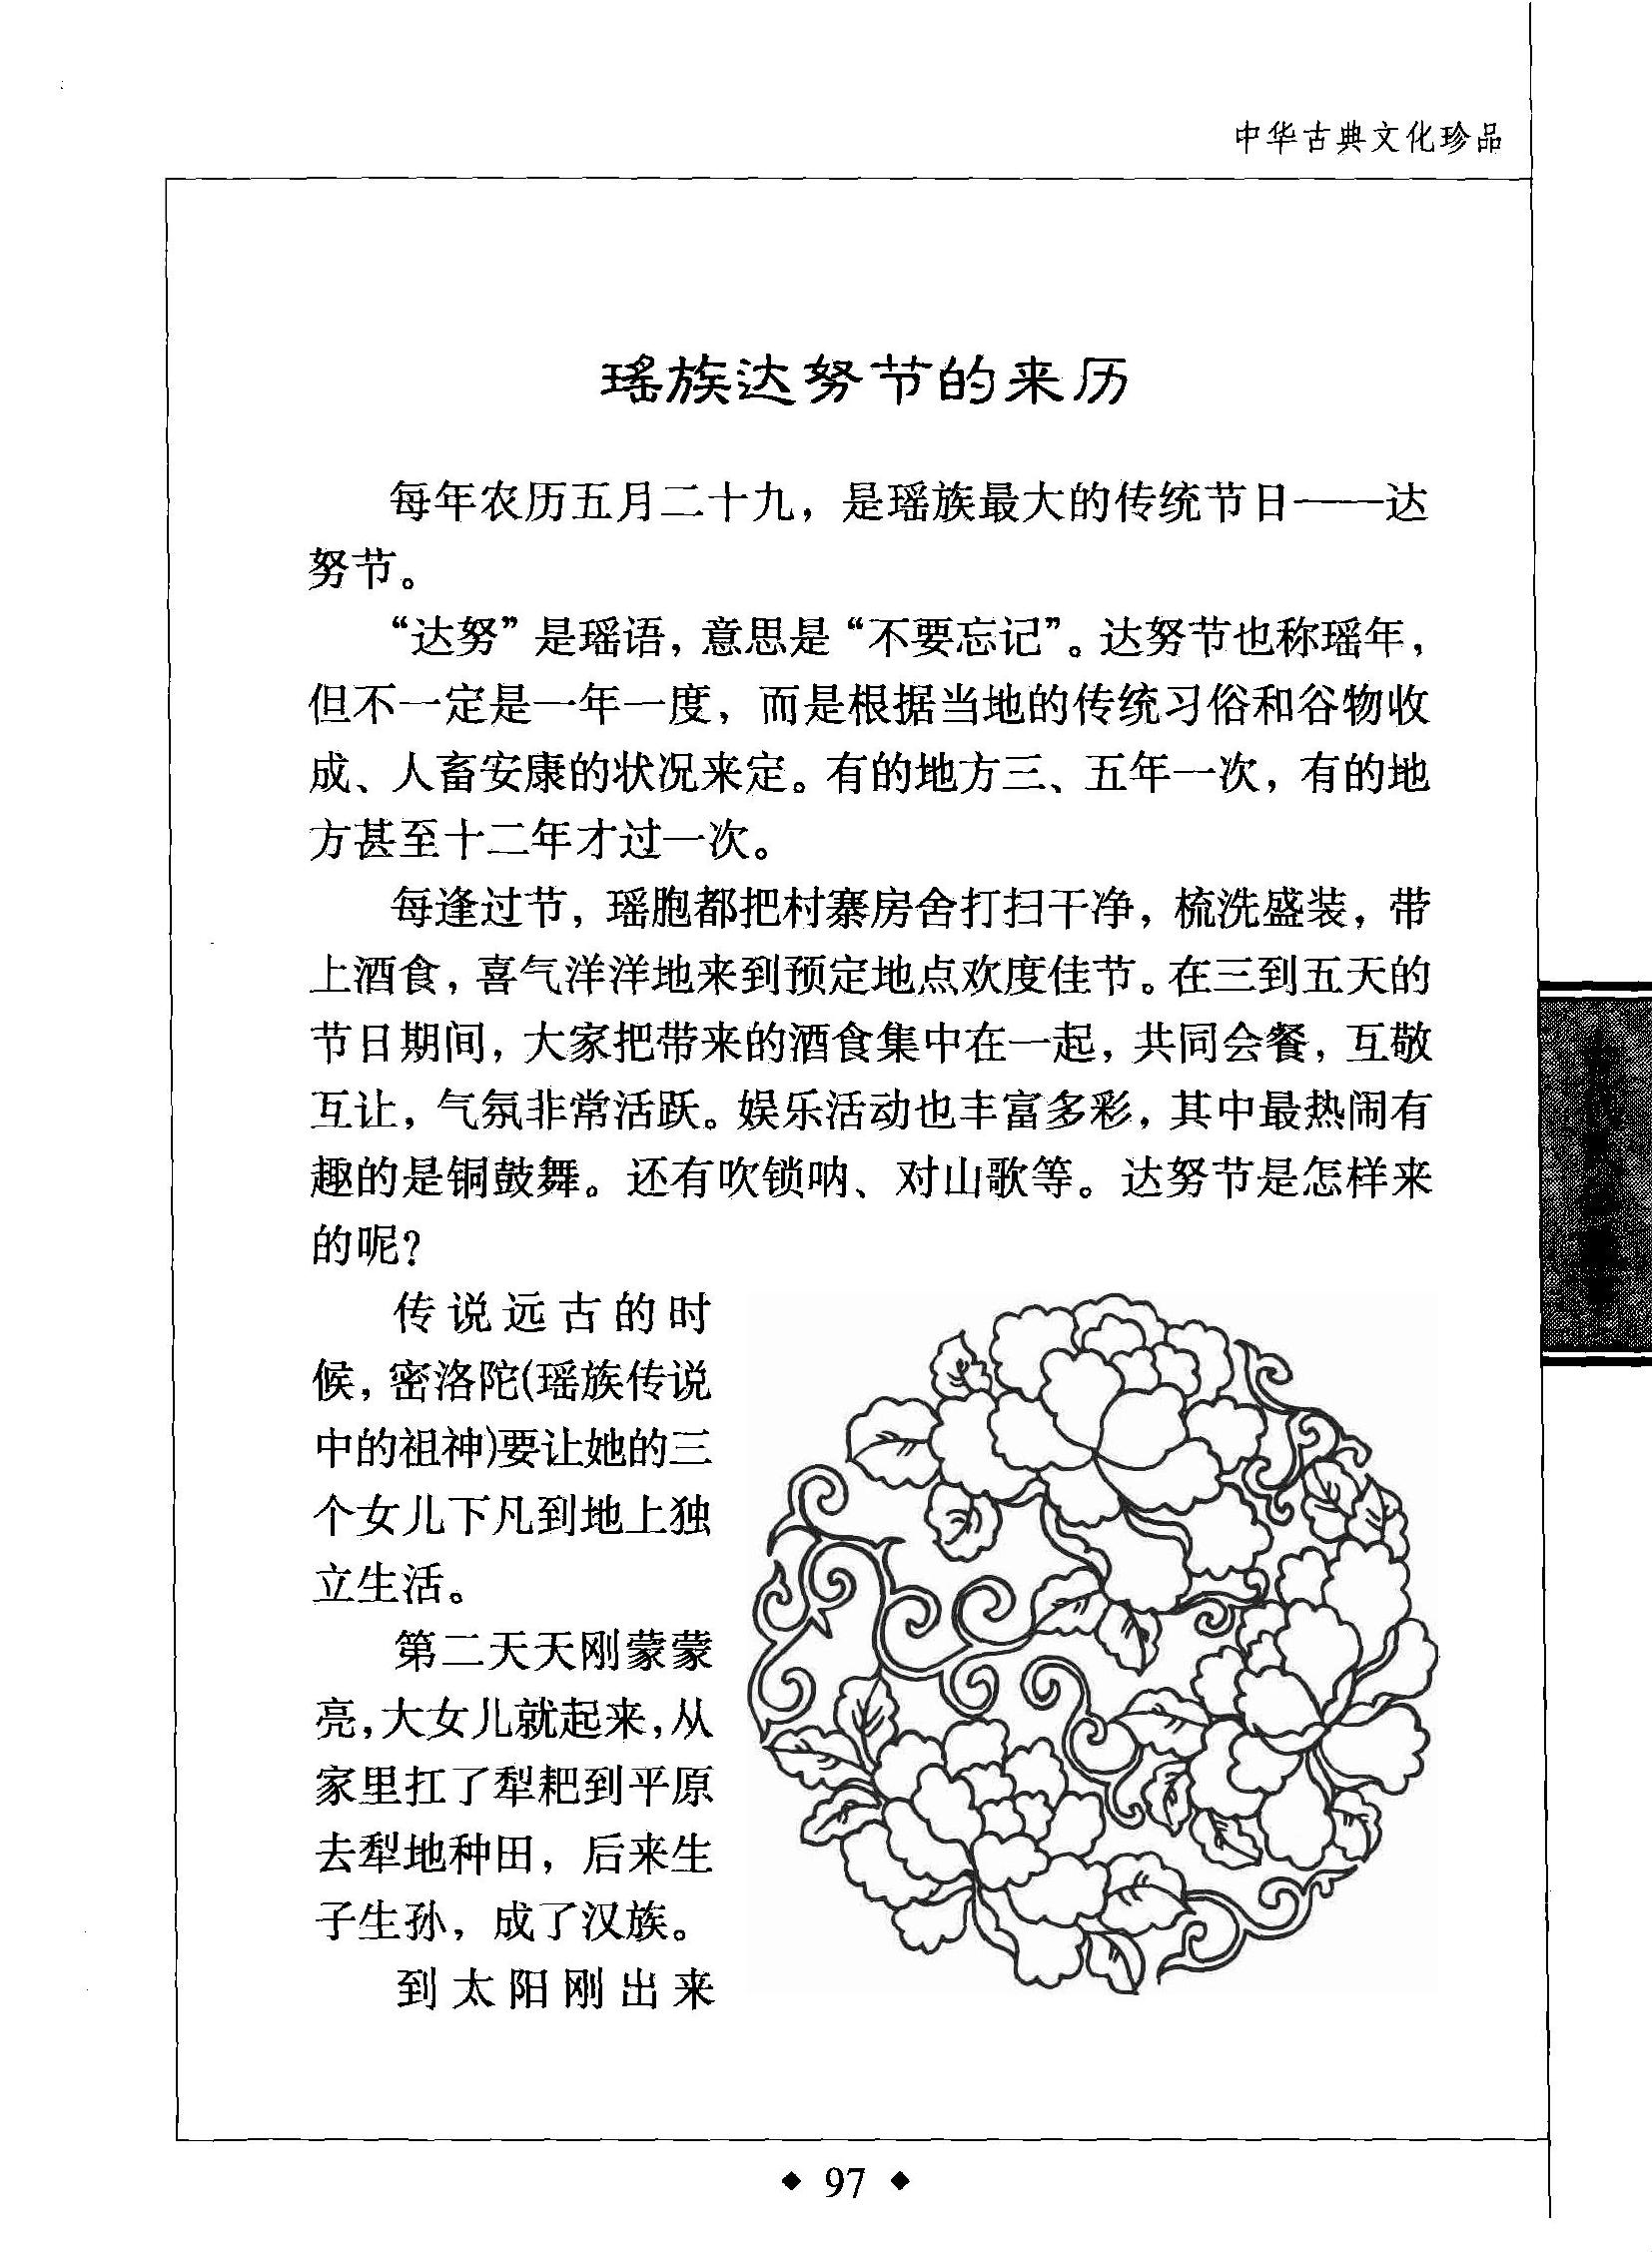 中华古典文化珍品
瑶族达努节的来历
每年农历五月二十九，是瑶族最大的传统节日——达
努节。
“达努”是瑶语，意思是“不要忘记”。达努节也称瑶年，
但不一定是一年一度，而是根据当地的传统习俗和谷物收
成、人畜安康的状况来定。有的地方三、五年一次，有的地
方甚至十二年才过一次。
每逢过节，瑶胞都把村寨房舍打扫干净，梳洗盛装，带
上酒食，喜气洋洋地来到预定地点欢度佳节。在三到五天的
节日期间，大家把带来的酒食集中在一起，共同会餐，互敬
互让，气氛非常活跃。娱乐活动也丰富多彩，其中最热闹有
趣的是铜鼓舞。还有吹锁呐、对山歌等。达努节是怎样来
的呢？
传说远古的时
候，密洛陀(瑶族传说
中的祖神)要让她的三
个女儿下凡到地上独
立生活。
第二天天刚蒙蒙
亮，大女儿就起来，从
家里扛了犁耙到平原
去犁地种田，后来生
子生孙，成了汉族。
到太阳刚出来
◆ 97 ◆